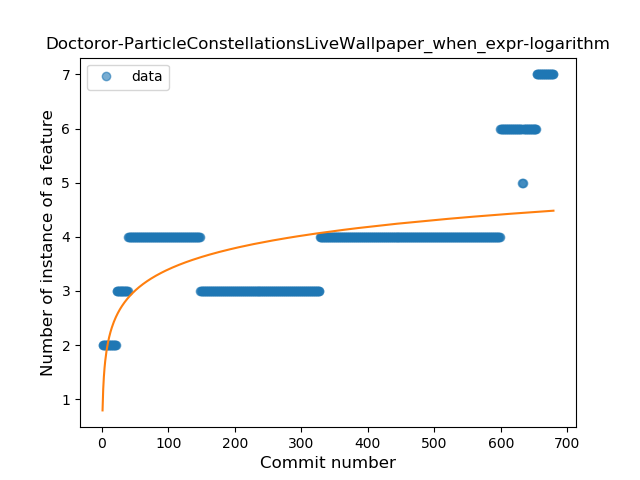 Doctoror-ParticleConstellationsLiveWallpaper_when_expr-logarithm
data
Number of instance of a feature
7
6
5
4
3
2
1
0 100 200 300 400 500 600 700
Commit number